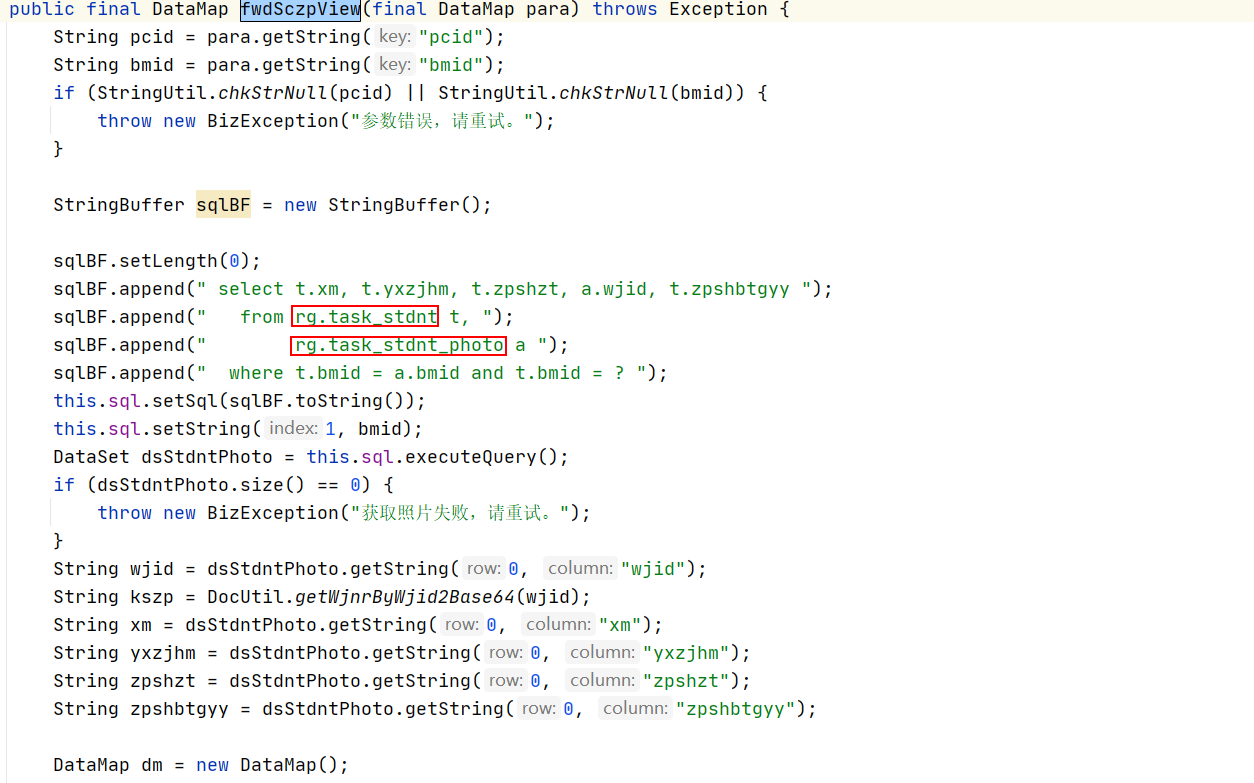 public final DataMap fwdSczpView(final DataMap para) throws Exception {
    String pcid = para.getString( key: "pcid");
    String bmid = para.getString( key: "bmid");
    if (StringUtil.chkStrNull(pcid) || StringUtil.chkStrNull(bmid)) {
        throw new BizException("参数错误，请重试。");
    }
    StringBuffer sqlBF = new StringBuffer();
    sqlBF.setLength(0);
    sqlBF.append(" select t.xm, t.yxzjhm, t.zpshzt, a.wjid, t.zpshbtgyy ");
    sqlBF.append("   from rg.task_stdnt t, ");
    sqlBF.append("        rg.task_stdnt_photo a ");
    sqlBF.append("  where t.bmid = a.bmid and t.bmid = ? ");
    this.sql.setSql(sqlBF.toString());
    this.sql.setString( index: 1, bmid);
    DataSet dsStdntPhoto = this.sql.executeQuery();
    if (dsStdntPhoto.size() == 0) {
        throw new BizException("获取照片失败，请重试。");
    }
    String wjid = dsStdntPhoto.getString( row: 0, column: "wjid");
    String kszp = DocUtil.getWjnrByWjid2Base64(wjid);
    String xm = dsStdntPhoto.getString( row: 0, column: "xm");
    String yxzjhm = dsStdntPhoto.getString( row: 0, column: "yxzjhm");
    String zpshzt = dsStdntPhoto.getString( row: 0, column: "zpshzt");
    String zpshbtgyy = dsStdntPhoto.getString( row: 0, column: "zpshbtgyy");
    DataMap dm = new DataMap();